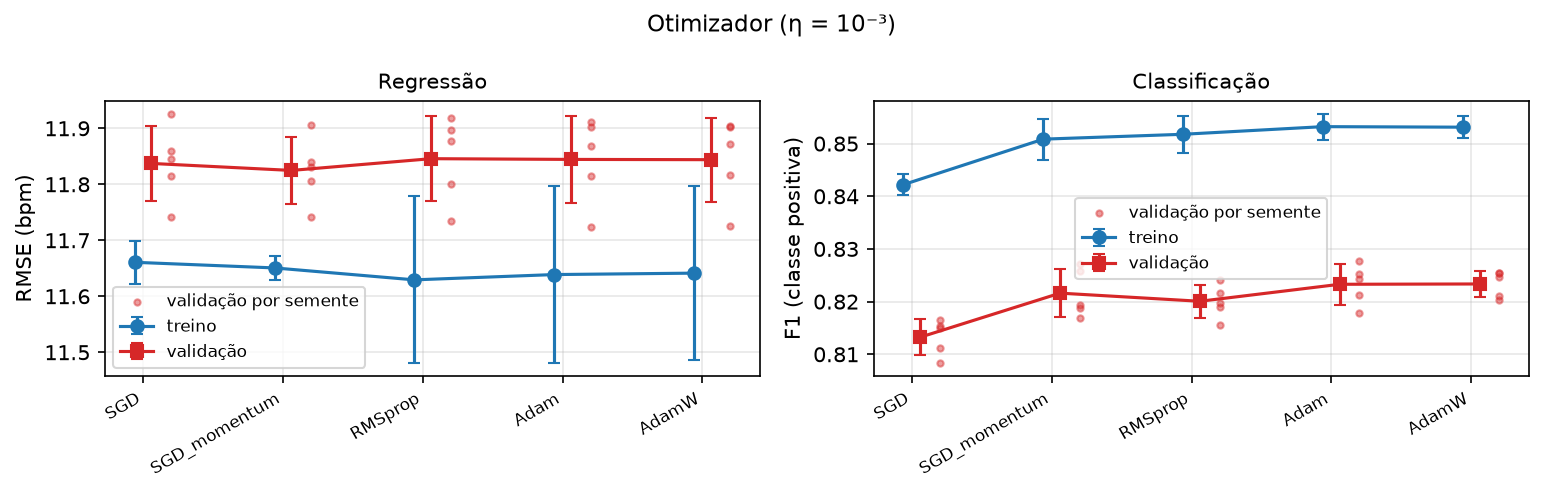 Otimizador (η = 10⁻³)
Regressão
RMSE (bpm)
11.9
11.8
11.7
11.6
11.5
validação por semente
treino
validação
SGD
SGD_momentum
RMSprop
Adam
AdamW
Classificação
F1 (classe positiva)
0.85
0.84
0.83
0.82
0.81
validação por semente
treino
validação
SGD
SGD_momentum
RMSprop
Adam
AdamW